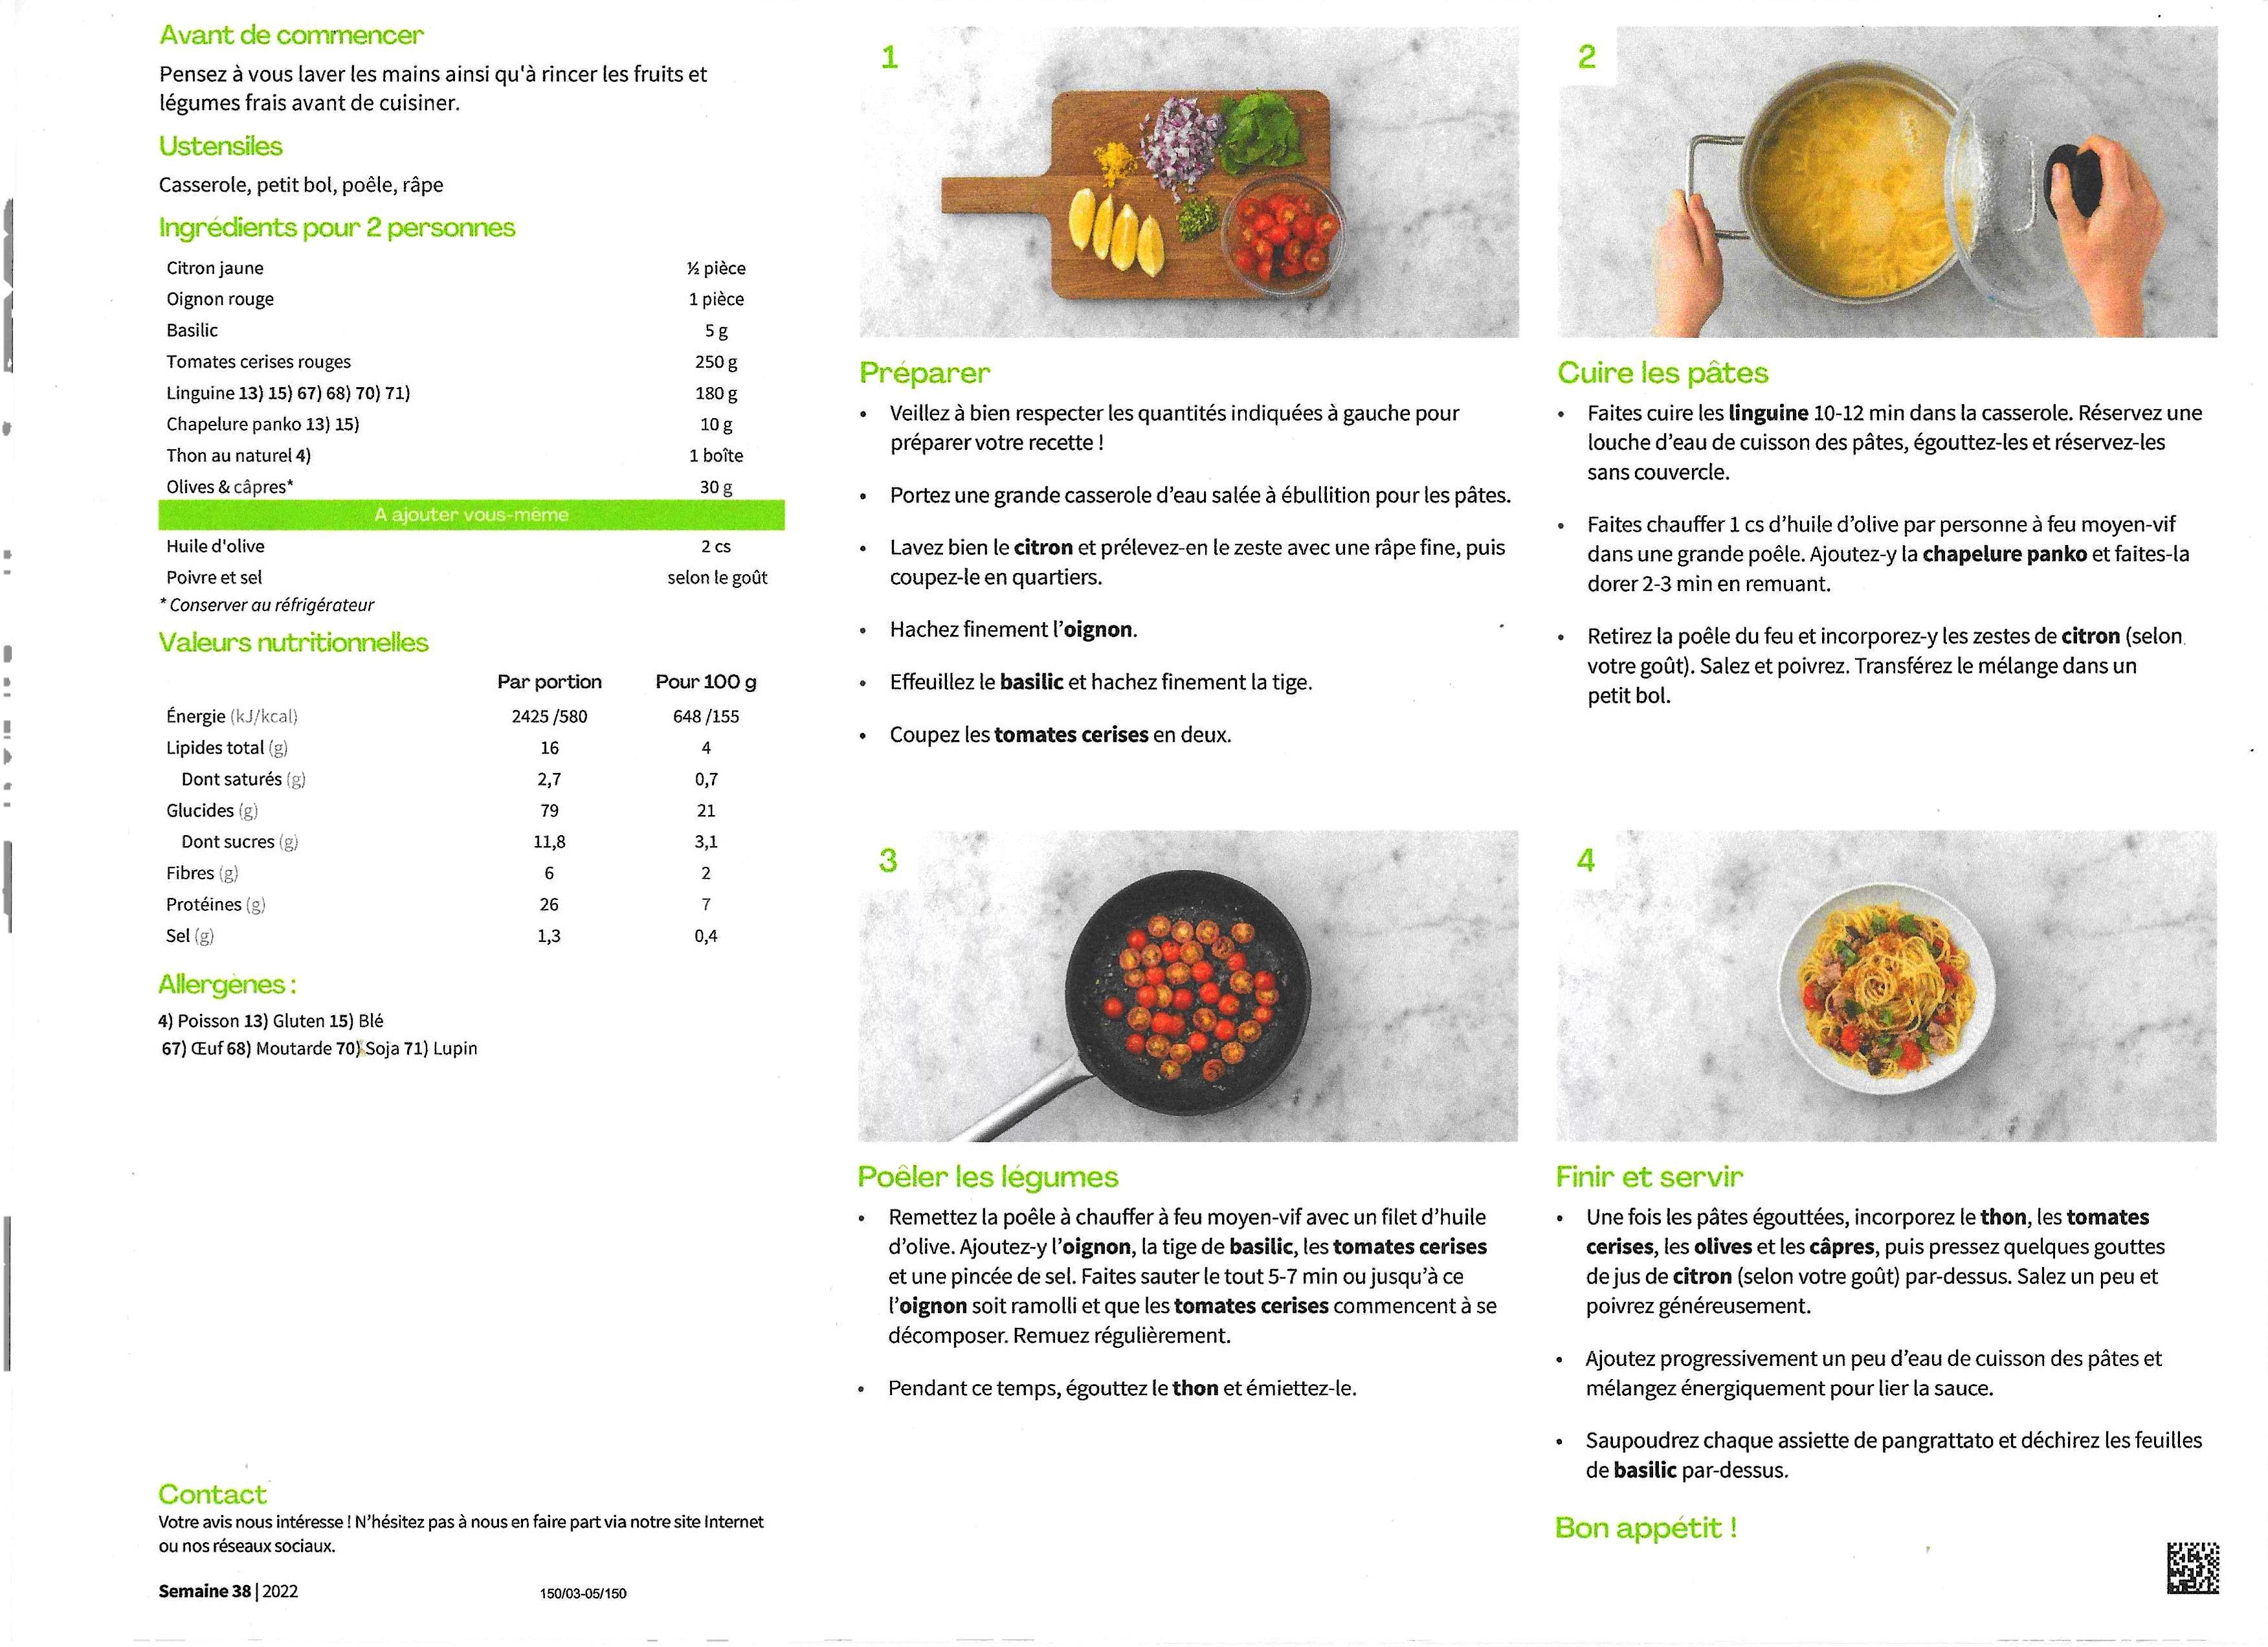 Avant de commencer
Pensez à vous laver les mains ainsi qu'à rincer les fruits et
légumes frais avant de cuisiner.
Ustensiles
Casserole, petit bol, poêle, râpe
Ingrédients pour 2 personnes
Citron jaune ½ pièce
Oignon rouge 1 pièce
Basilic 5 g
Tomates cerises rouges 250 g
Linguine 13) 15) 67) 68) 70) 71) 180 g
Chapelure panko 13) 15) 10 g
Thon au naturel 4) 1 boîte
Olives & câpres* 30 g
À ajouter vous-même
Huile d'olive 2 cs
Poivre et sel selon le goût
* Conserver au réfrigérateur
Valeurs nutritionnelles
Par portion Pour 100 g
Énergie (kJ/kcal) 2425 /580 648 /155
Lipides total (g) 16 4
Dont saturés (g) 2,7 0,7
Glucides (g) 79 21
Dont sucres (g) 11,8 3,1
Fibres (g) 6 2
Protéines (g) 26 7
Sel (g) 1,3 0,4
Allergènes :
4) Poisson 13) Gluten 15) Blé
67) Œuf 68) Moutarde 70) Soja 71) Lupin
Contact
Votre avis nous intéresse ! N'hésitez pas à nous en faire part via notre site Internet
ou nos réseaux sociaux.
Semaine 38 | 2022 150/03-05/150
1
Préparer
• Veillez à bien respecter les quantités indiquées à gauche pour
préparer votre recette !
• Portez une grande casserole d'eau salée à ébullition pour les pâtes.
• Lavez bien le citron et prélevez-en le zeste avec une râpe fine, puis
coupez-le en quartiers.
• Hachez finement l'oignon.
• Effeuillez le basilic et hachez finement la tige.
• Coupez les tomates cerises en deux.
2
Cuire les pâtes
• Faites cuire les linguine 10-12 min dans la casserole. Réservez une
louche d'eau de cuisson des pâtes, égouttez-les et réservez-les
sans couvercle.
• Faites chauffer 1 cs d'huile d'olive par personne à feu moyen-vif
dans une grande poêle. Ajoutez-y la chapelure panko et faites-la
dorer 2-3 min en remuant.
• Retirez la poêle du feu et incorporez-y les zestes de citron (selon
votre goût). Salez et poivrez. Transférez le mélange dans un
petit bol.
3
Poêler les légumes
• Remettez la poêle à chauffer à feu moyen-vif avec un filet d'huile
d'olive. Ajoutez-y l'oignon, la tige de basilic, les tomates cerises
et une pincée de sel. Faites sauter le tout 5-7 min ou jusqu'à ce
l'oignon soit ramolli et que les tomates cerises commencent à se
décomposer. Remuez régulièrement.
• Pendant ce temps, égouttez le thon et émiettez-le.
4
Finir et servir
• Une fois les pâtes égouttées, incorporez le thon, les tomates
cerises, les olives et les câpres, puis pressez quelques gouttes
de jus de citron (selon votre goût) par-dessus. Salez un peu et
poivrez généreusement.
• Ajoutez progressivement un peu d'eau de cuisson des pâtes et
mélangez énergiquement pour lier la sauce.
• Saupoudrez chaque assiette de pangrattato et déchirez les feuilles
de basilic par-dessus.
Bon appétit !